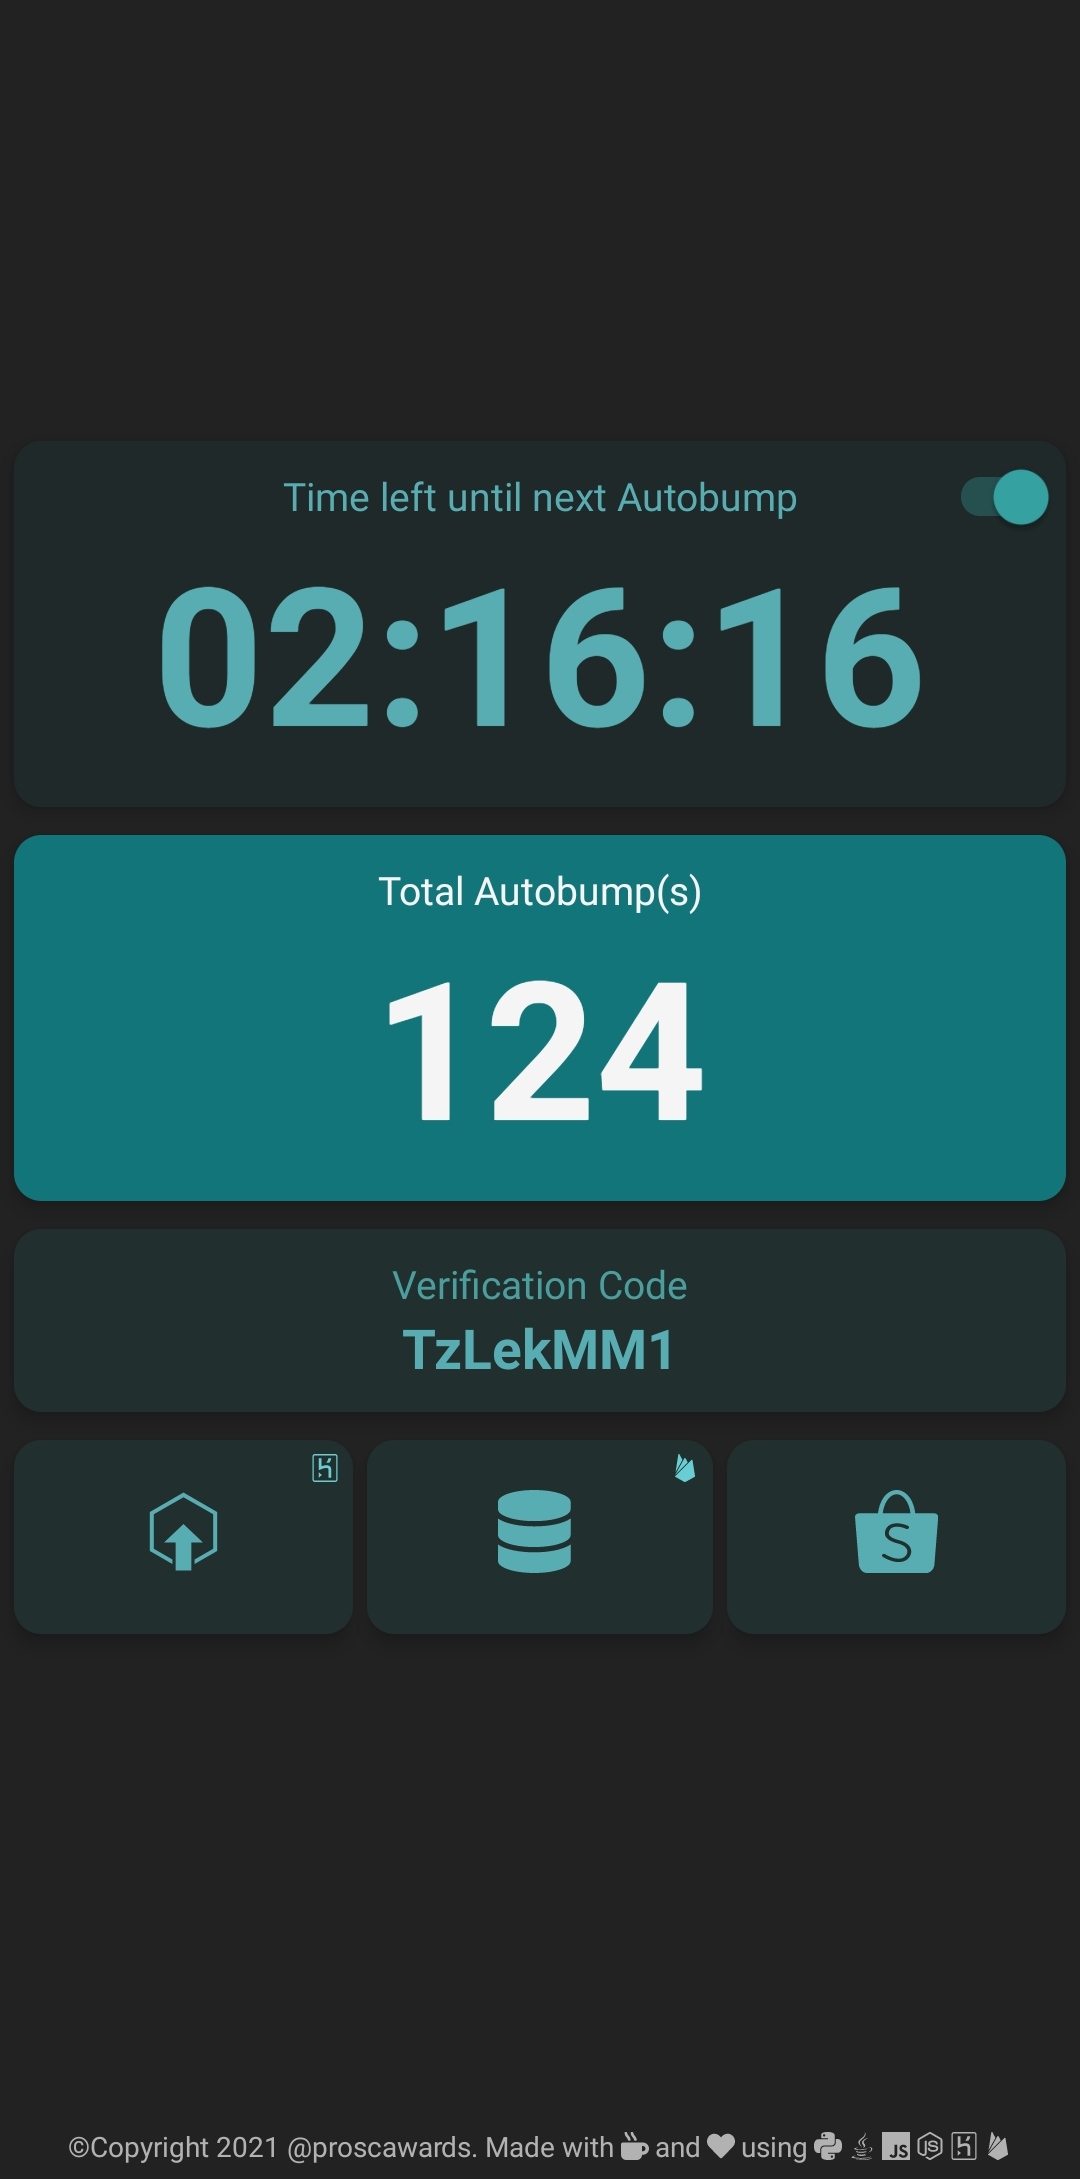 Time left until next Autobump
02:16:16
Total Autobump(s)
124
Verification Code
TzLekMM1
S
©Copyright 2021 @proscawards. Made with and using JS JS